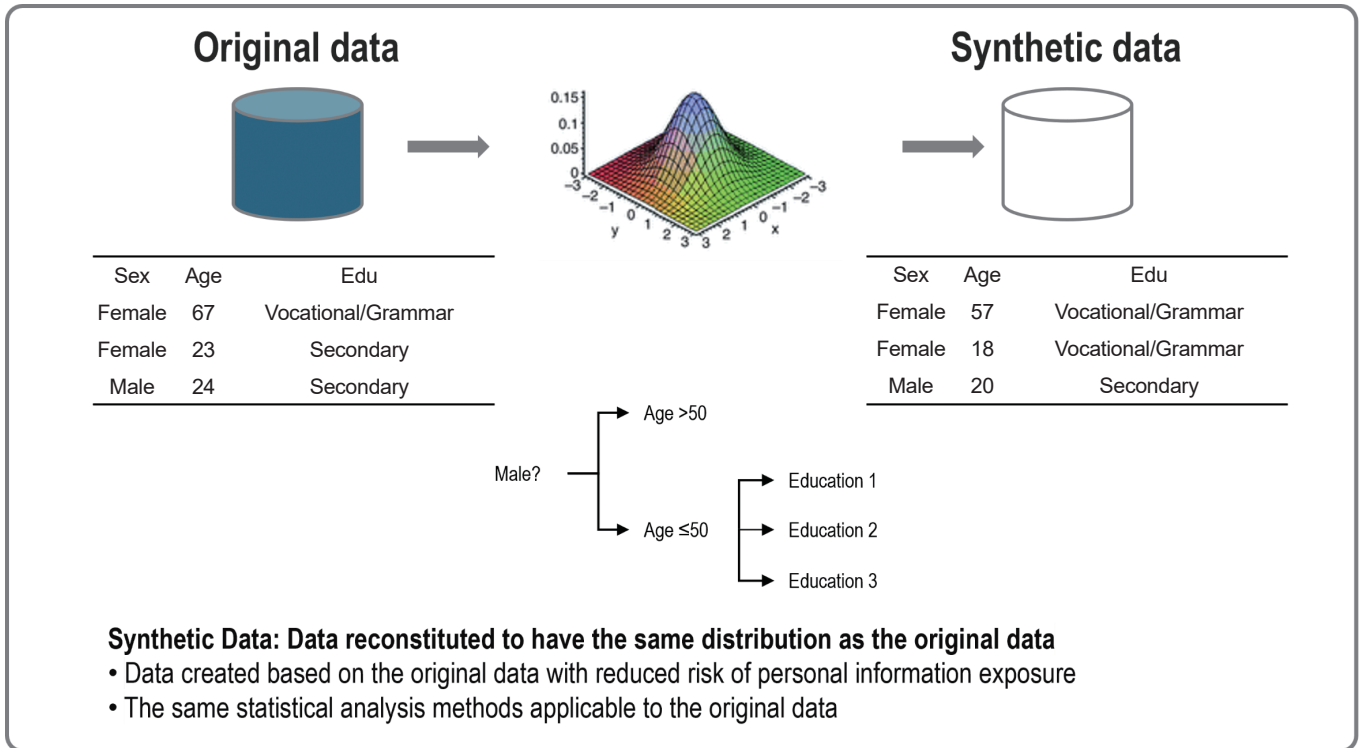 Original data
Synthetic data
0.15
0.1
0.05
0
−3
−2
−1
0
1
2
3
y
3
2
1
0
−1
−2
−3
x
Sex Age Edu
Female 67 Vocational/Grammar
Female 23 Secondary
Male 24 Secondary
Sex Age Edu
Female 57 Vocational/Grammar
Female 18 Vocational/Grammar
Male 20 Secondary
Male?
Age >50
Age ≤50
Education 1
Education 2
Education 3
Synthetic Data: Data reconstituted to have the same distribution as the original data
• Data created based on the original data with reduced risk of personal information exposure
• The same statistical analysis methods applicable to the original data